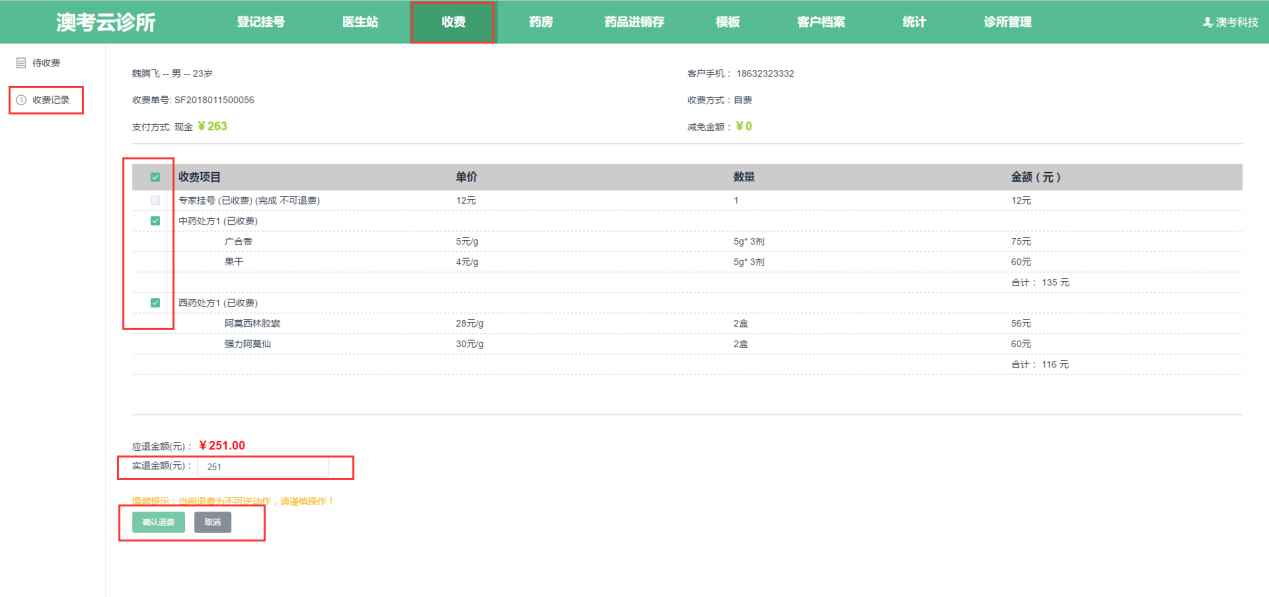 澳考云诊所 登记挂号 医生站 收费 药房 药品进销存 模板 客户档案 统计 诊所管理 澳考科技
待收费
收费记录
魏腾飞 -- 男 -- 23岁 客户手机： 18632323332
收费单号: SF2018011500056 收费方式：自费
支付方式: 现金 ￥263 减免金额：￥0
收费项目 单价 数量 金额（元）
专家挂号 (已收费) (完成 不可退费) 12元 1 12元
中药处方1 (已收费)
广合香 5元/g 5g* 3剂 75元
果干 4元/g 5g* 3剂 60元
合计： 135 元
西药处方1 (已收费)
阿莫西林胶囊 28元/g 2盒 56元
强力阿莫仙 30元/g 2盒 60元
合计： 116 元
应退金额(元)： ￥251.00
实退金额(元)： 251
温馨提示：当前退费为不可逆动作，请谨慎操作！
确认退费 取消